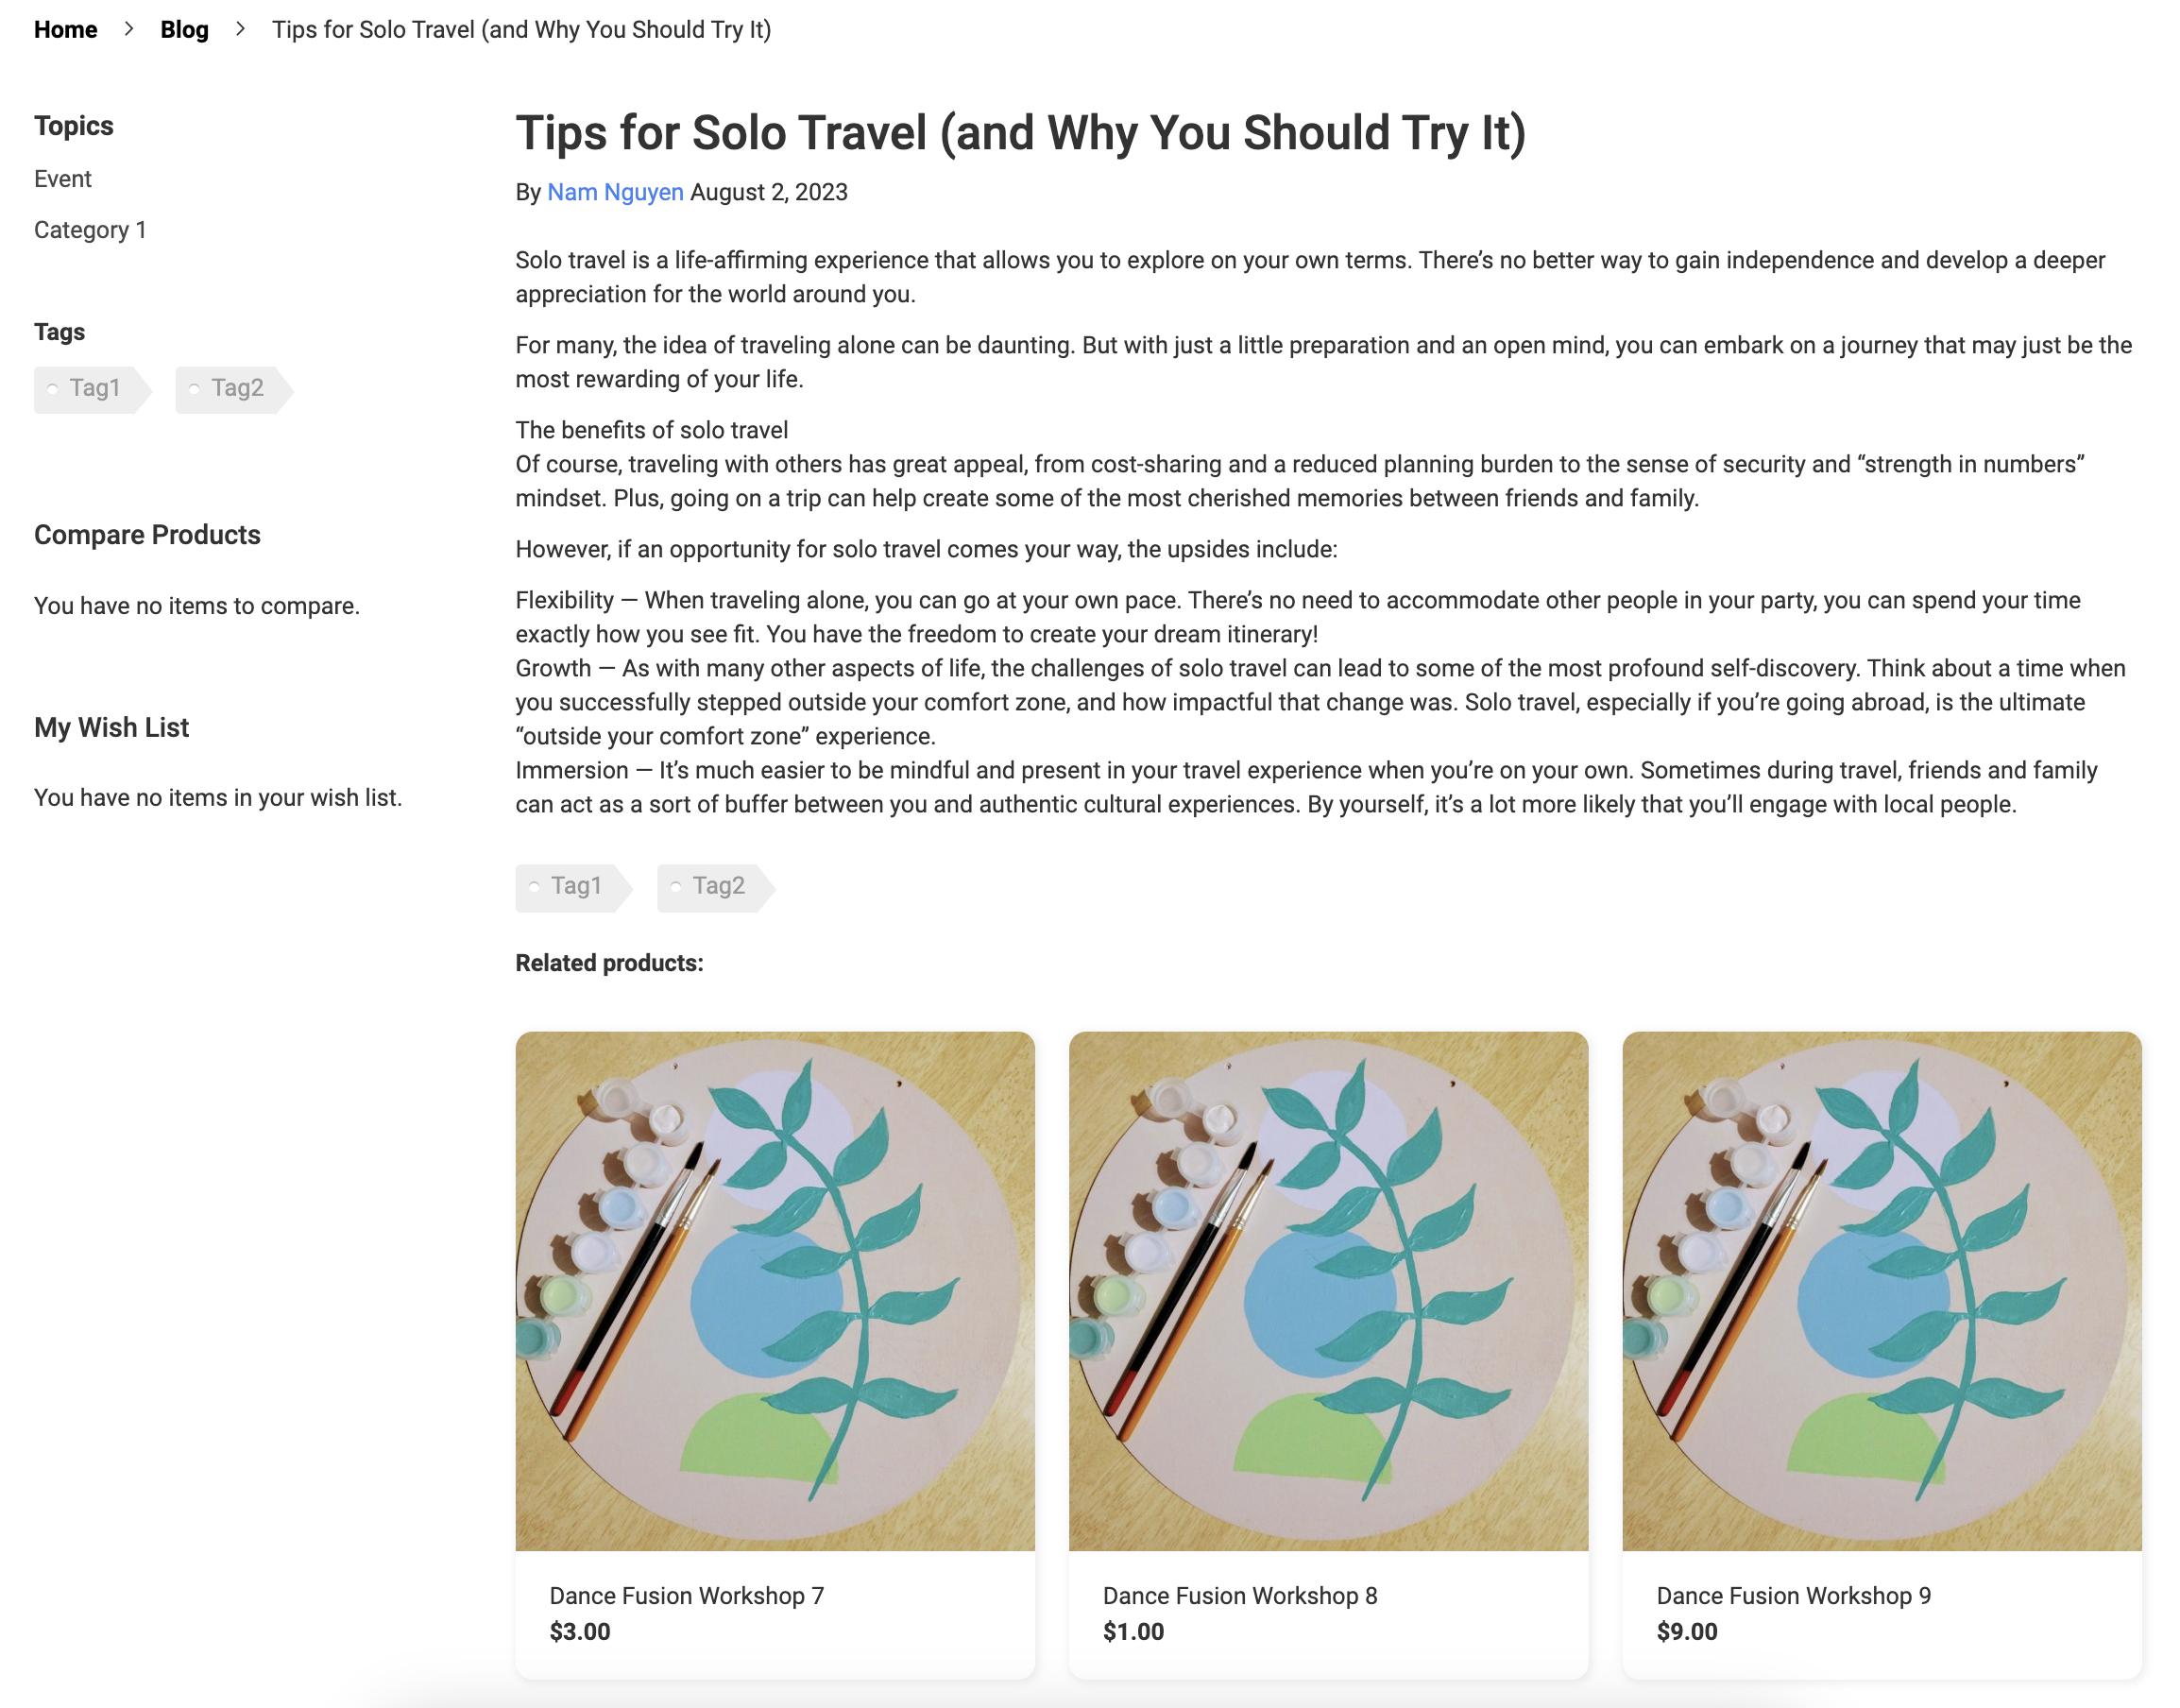 Home > Blog > Tips for Solo Travel (and Why You Should Try It)
Topics
Event
Category 1
Tags
Tag1 Tag2
Compare Products
You have no items to compare.
My Wish List
You have no items in your wish list.
Tips for Solo Travel (and Why You Should Try It)
By Nam Nguyen August 2, 2023
Solo travel is a life-affirming experience that allows you to explore on your own terms. There’s no better way to gain independence and develop a deeper
appreciation for the world around you.
For many, the idea of traveling alone can be daunting. But with just a little preparation and an open mind, you can embark on a journey that may just be the
most rewarding of your life.
The benefits of solo travel
Of course, traveling with others has great appeal, from cost-sharing and a reduced planning burden to the sense of security and “strength in numbers”
mindset. Plus, going on a trip can help create some of the most cherished memories between friends and family.
However, if an opportunity for solo travel comes your way, the upsides include:
Flexibility — When traveling alone, you can go at your own pace. There’s no need to accommodate other people in your party, you can spend your time
exactly how you see fit. You have the freedom to create your dream itinerary!
Growth — As with many other aspects of life, the challenges of solo travel can lead to some of the most profound self-discovery. Think about a time when
you successfully stepped outside your comfort zone, and how impactful that change was. Solo travel, especially if you’re going abroad, is the ultimate
“outside your comfort zone” experience.
Immersion — It’s much easier to be mindful and present in your travel experience when you’re on your own. Sometimes during travel, friends and family
can act as a sort of buffer between you and authentic cultural experiences. By yourself, it’s a lot more likely that you’ll engage with local people.
Tag1 Tag2
Related products:
Dance Fusion Workshop 7
$3.00
Dance Fusion Workshop 8
$1.00
Dance Fusion Workshop 9
$9.00